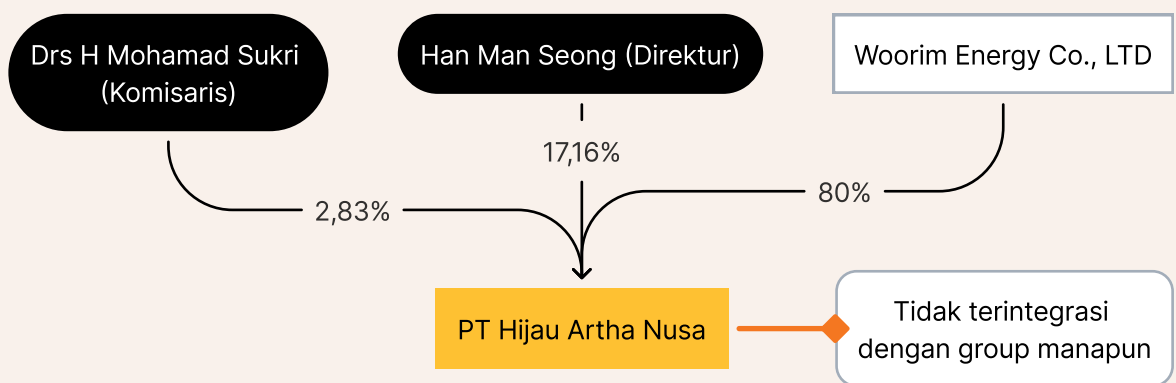 Drs H Mohamad Sukri
(Komisaris)
Han Man Seong (Direktur)
Woorim Energy Co., LTD
17,16%
80%
2,83%
PT Hijau Artha Nusa
Tidak terintegrasi
dengan group manapun